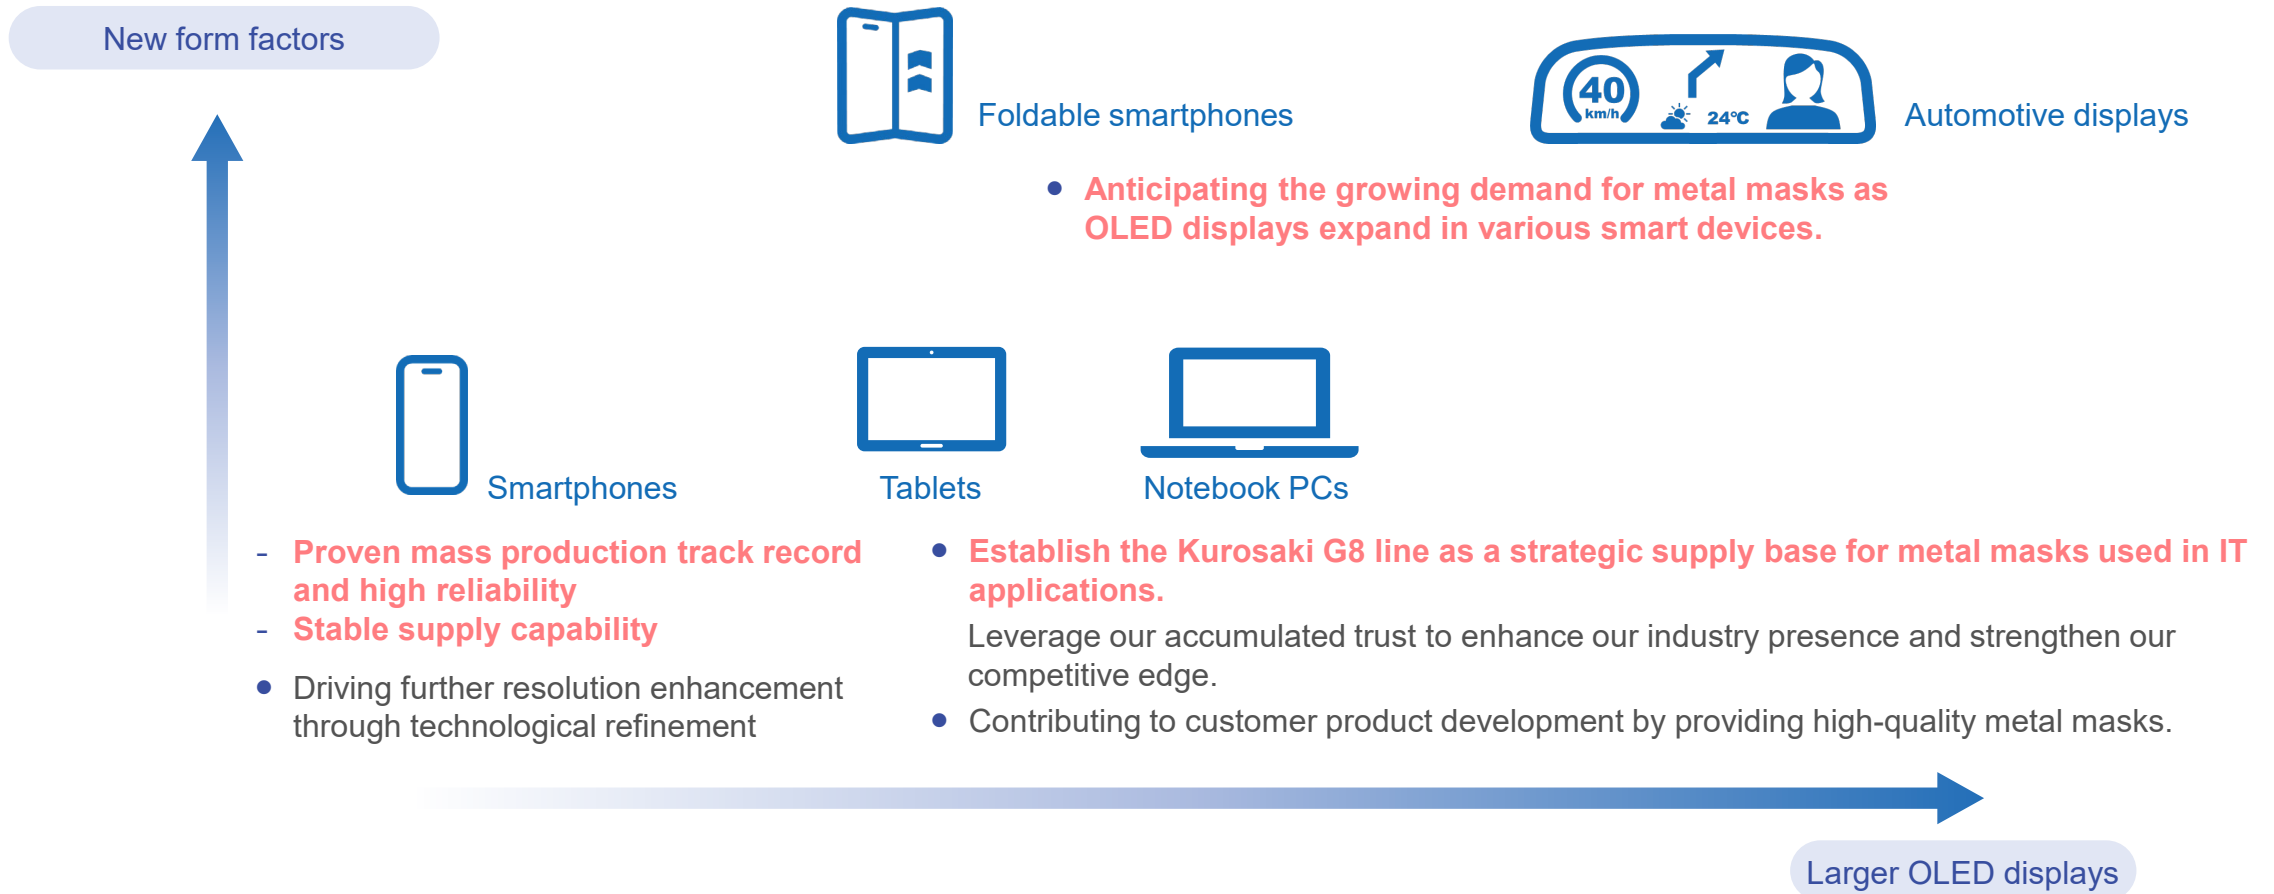 New form factors
Foldable smartphones
40
km/h
24°C
Automotive displays
● Anticipating the growing demand for metal masks as
OLED displays expand in various smart devices.
Smartphones
Tablets
Notebook PCs
- Proven mass production track record
and high reliability
- Stable supply capability
● Driving further resolution enhancement
through technological refinement
● Establish the Kurosaki G8 line as a strategic supply base for metal masks used in IT
applications.
Leverage our accumulated trust to enhance our industry presence and strengthen our
competitive edge.
● Contributing to customer product development by providing high-quality metal masks.
Larger OLED displays